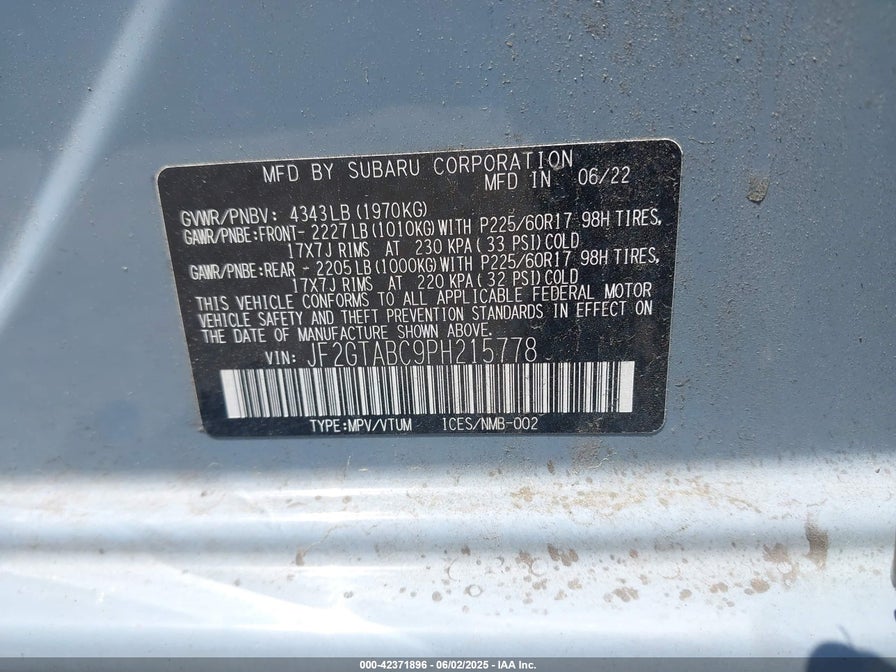 MFD BY SUBARU CORPORATION
MFD IN 06/22
GVWR/PNBV: 4343LB (1970KG)
GAWR/PNBE:FRONT- 2227 LB (1010KG) WITH P225/60R17 98H TIRES,
17X7J RIMS AT 230 KPA ( 33 PSI) COLD
GAWR/PNBE:REAR - 2205 LB (1000KG) WITH P225/60R17 98H TIRES,
17X7J RIMS AT 220 KPA ( 32 PSI) COLD
THIS VEHICLE CONFORMS TO ALL APPLICABLE FEDERAL MOTOR
VEHICLE SAFETY AND THEFT PREVENTION STANDARDS IN EFFECT ON
THE DATE OF MANUFACTURE SHOWN ABOVE.
VIN: JF2GTABC9PH215778
TYPE:MPV/VTUM ICES/NMB-002
000-42371896 - 06/02/2025 - IAA Inc.